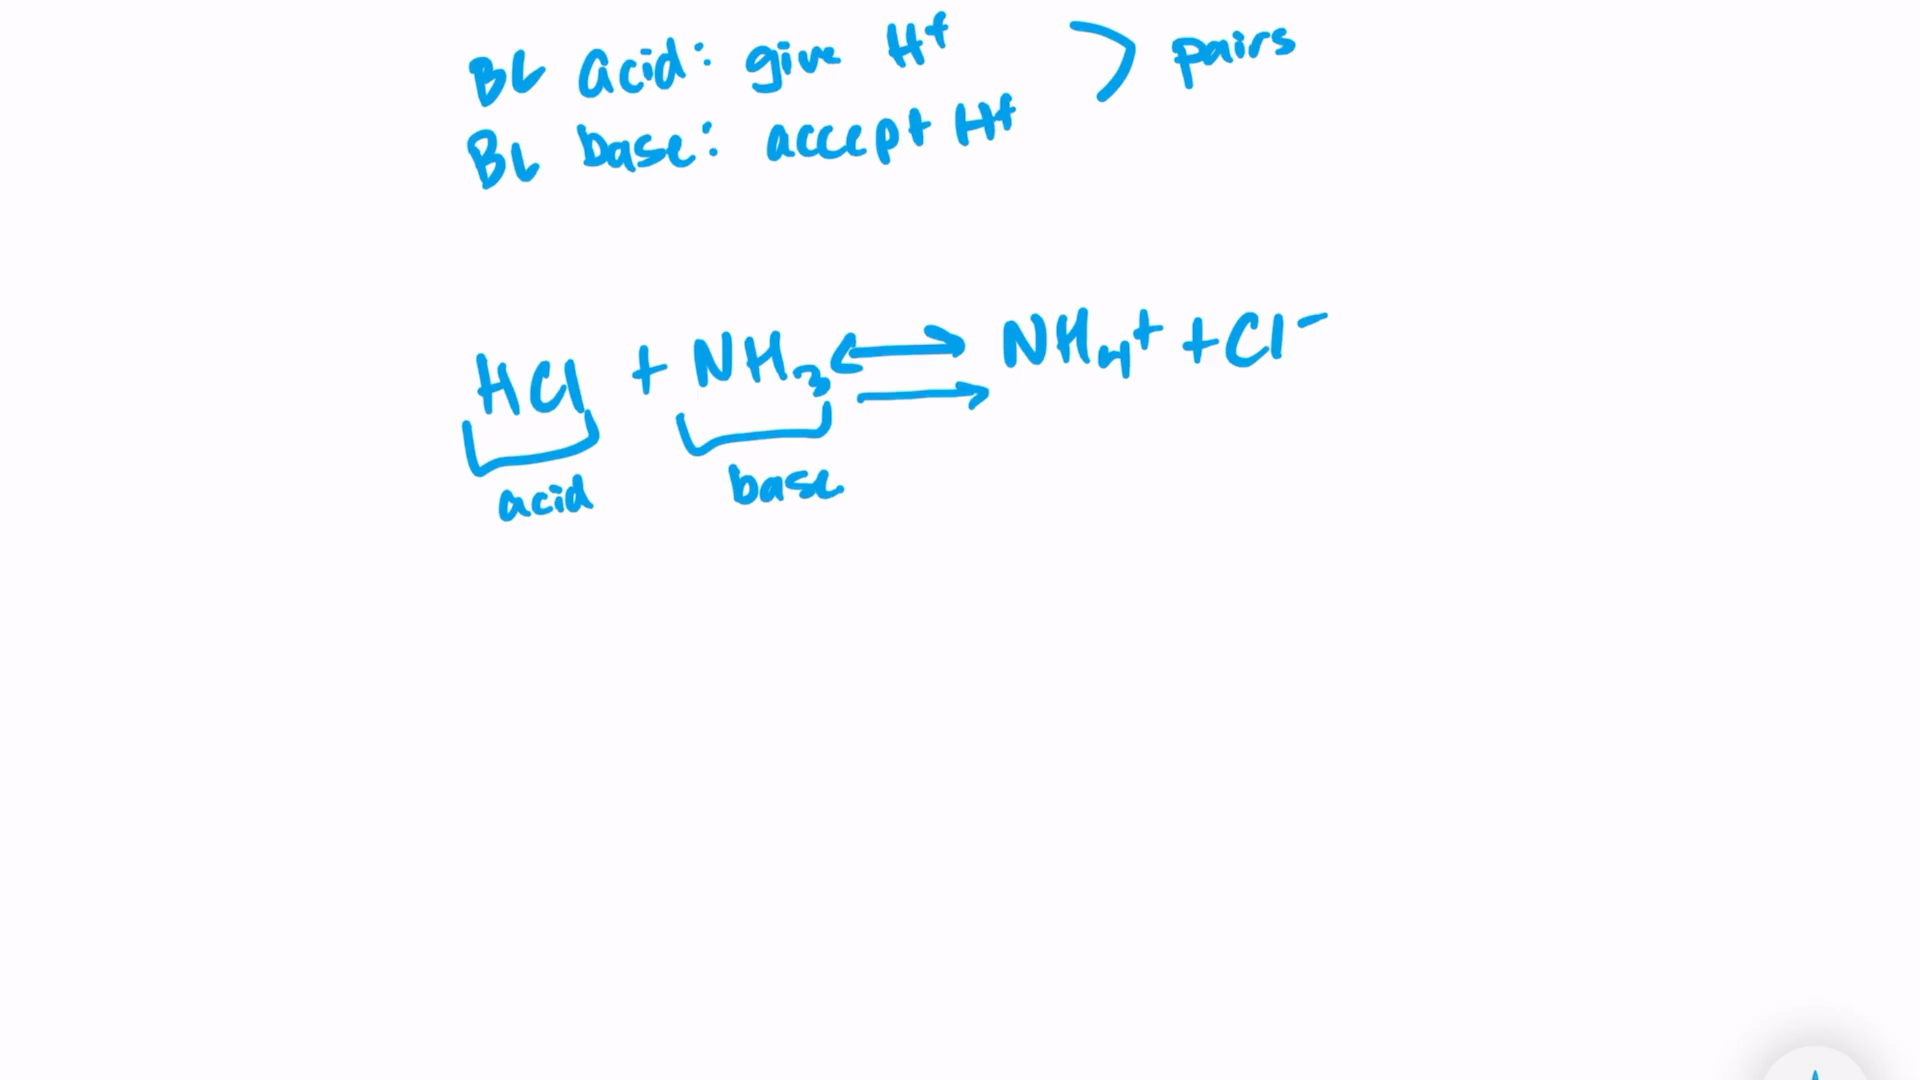 BL acid: give H⁺ } pairs
BL base: accept H⁺
HCl + NH₃ ⟷ NH₄⁺ + Cl⁻
→
acid base